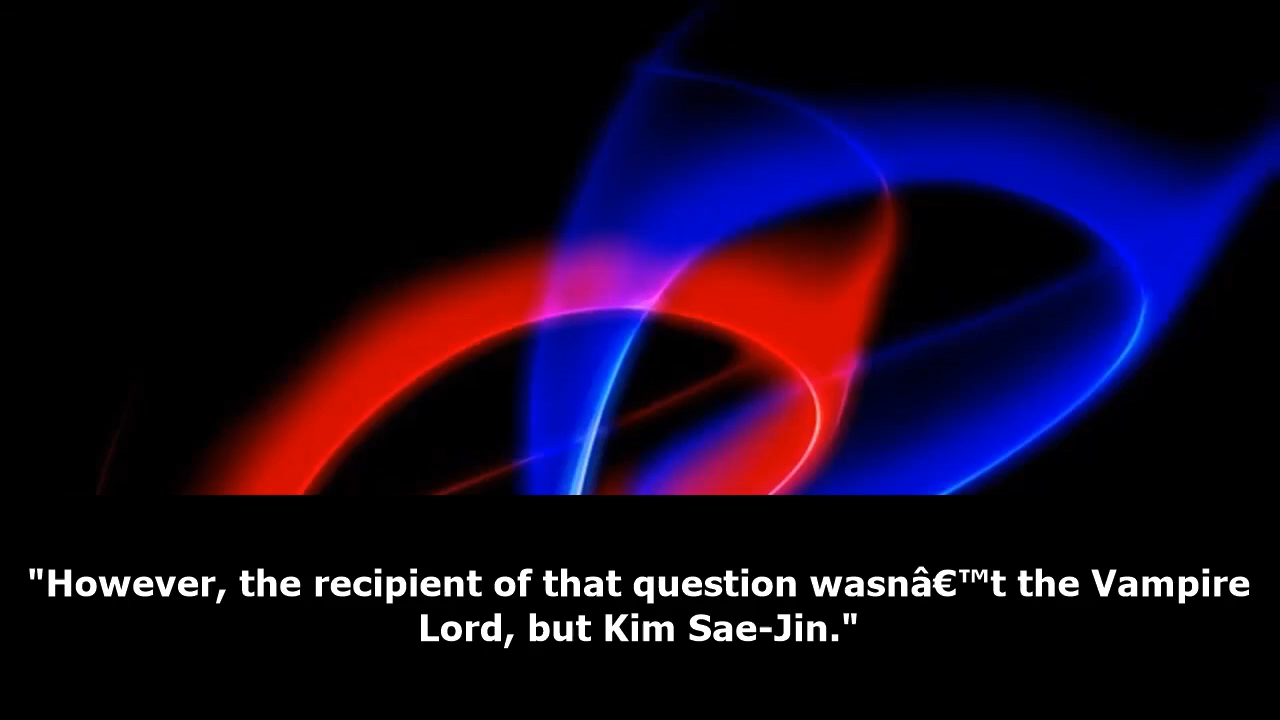 "However, the recipient of that question wasnâ€™t the Vampire
Lord, but Kim Sae-Jin."